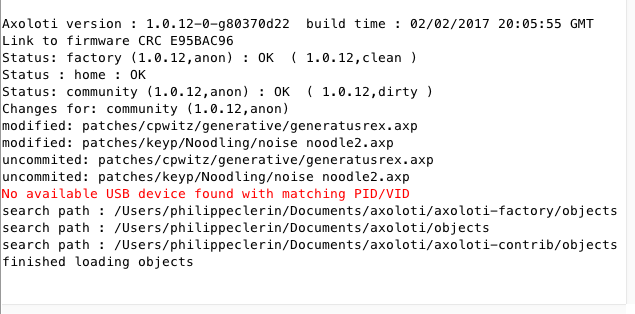 Axoloti version : 1.0.12-0-g80370d22  build time : 02/02/2017 20:05:55 GMT
Link to firmware CRC E95BAC96
Status: factory (1.0.12,anon) : OK  ( 1.0.12,clean )
Status : home : OK
Status: community (1.0.12,anon) : OK  ( 1.0.12,dirty )
Changes for: community (1.0.12,anon)
modified: patches/cpwitz/generative/generatusrex.axp
modified: patches/keyp/Noodling/noise noodle2.axp
uncommited: patches/cpwitz/generative/generatusrex.axp
uncommited: patches/keyp/Noodling/noise noodle2.axp
No available USB device found with matching PID/VID
search path : /Users/philippeclerin/Documents/axoloti/axoloti-factory/objects
search path : /Users/philippeclerin/Documents/axoloti/objects
search path : /Users/philippeclerin/Documents/axoloti/axoloti-contrib/objects
finished loading objects